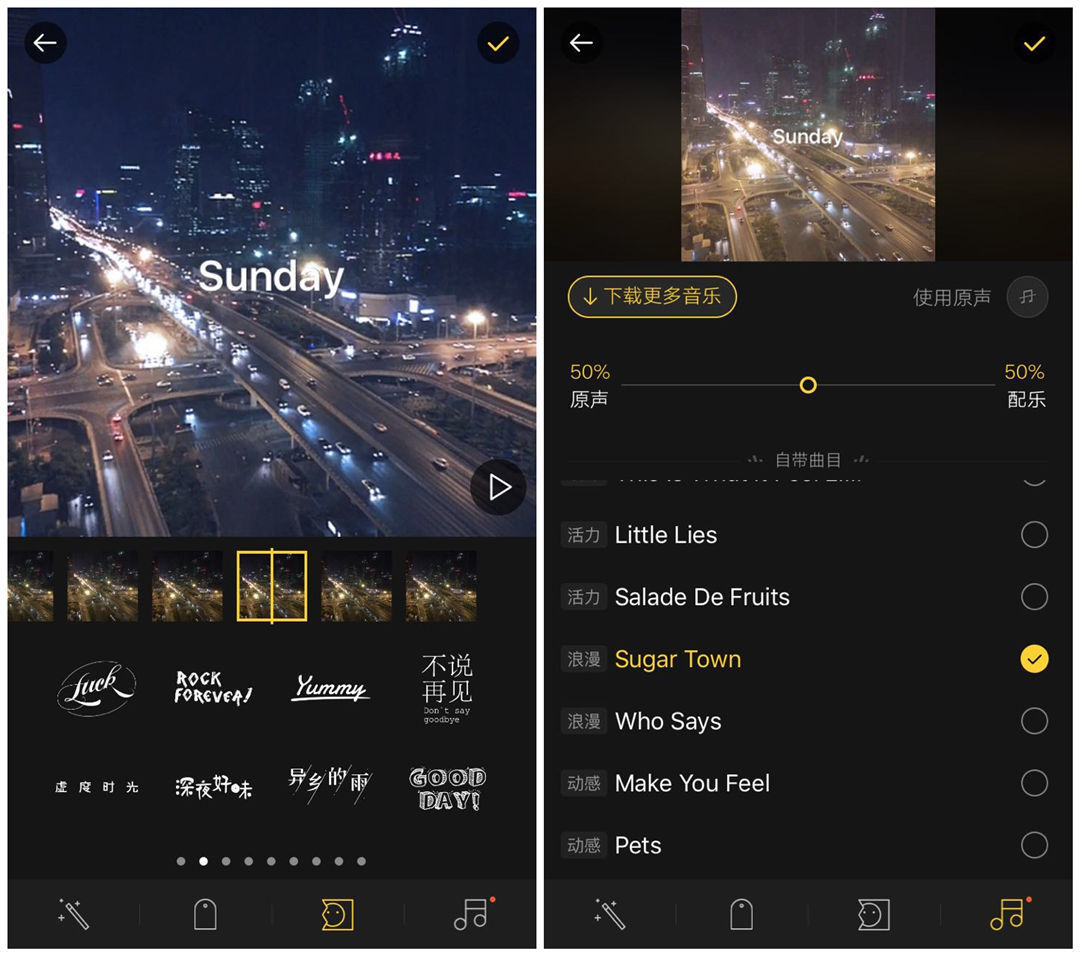 Sunday
Luck
ROCK
FOREVER!
Yummy
不说
再见
Don't say
goodbye
虚度时光
深夜好味
异乡的雨
GOOD
DAY!
Sunday
下载更多音乐
使用原声
50%
原声
50%
配乐
自带曲目
活力 Little Lies
活力 Salade De Fruits
浪漫 Sugar Town
浪漫 Who Says
动感 Make You Feel
动感 Pets